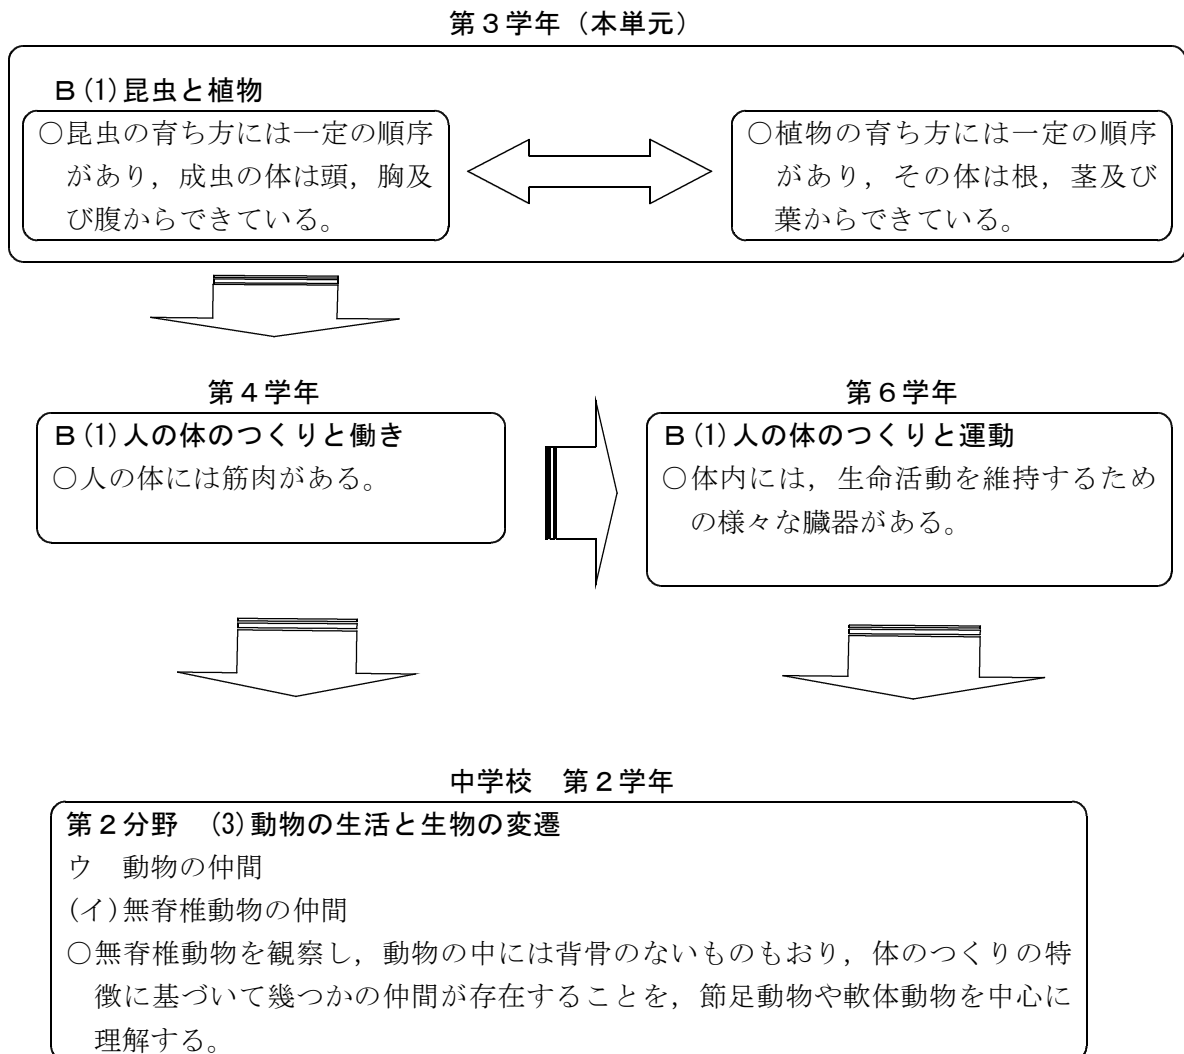 第３学年（本単元）
Ｂ(1)昆虫と植物
○昆虫の育ち方には一定の順序
があり，成虫の体は頭，胸及
び腹からできている。
○植物の育ち方には一定の順序
があり，その体は根，茎及び
葉からできている。
第４学年
Ｂ(1)人の体のつくりと働き
○人の体には筋肉がある。
第６学年
Ｂ(1)人の体のつくりと運動
○体内には，生命活動を維持するため
の様々な臓器がある。
中学校　第２学年
第２分野　(3)動物の生活と生物の変遷
ウ　動物の仲間
(イ)無脊椎動物の仲間
○無脊椎動物を観察し，動物の中には背骨のないものもおり，体のつくりの特
徴に基づいて幾つかの仲間が存在することを，節足動物や軟体動物を中心に
理解する。